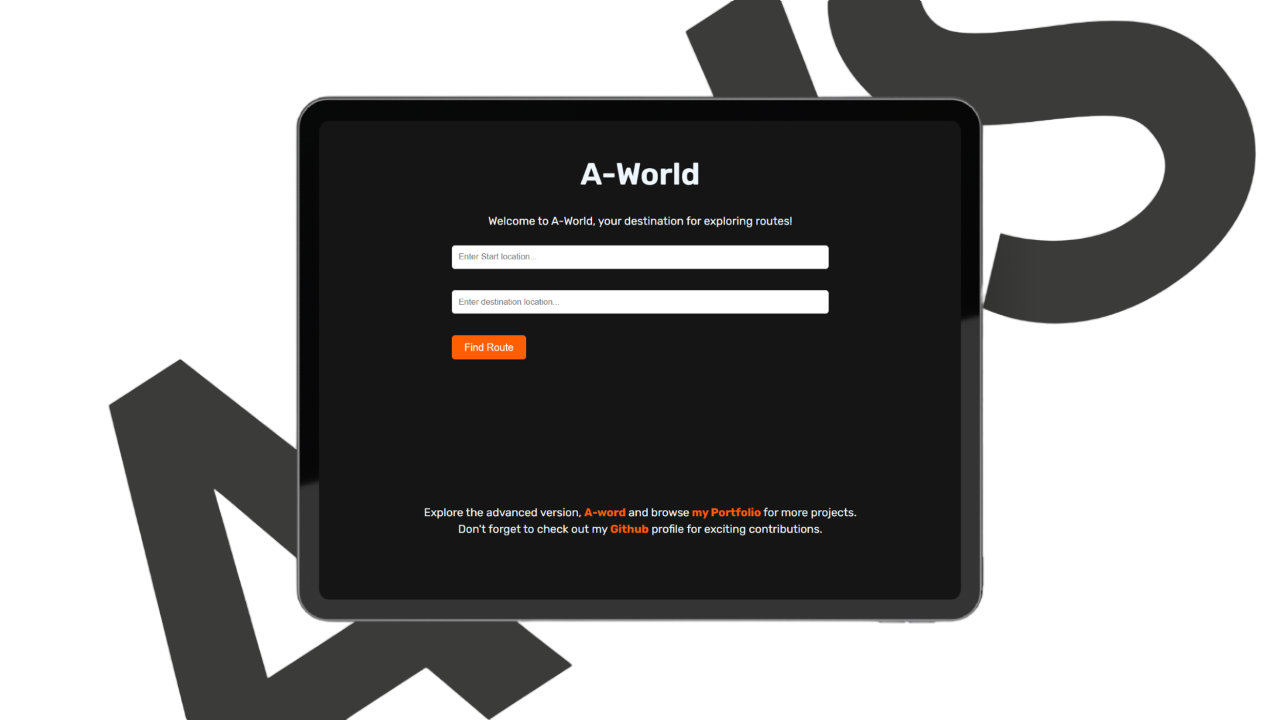 A-World
Welcome to A-World, your destination for exploring routes!
Enter Start location...
Enter destination location...
Find Route
Explore the advanced version, A-word and browse my Portfolio for more projects.
Don't forget to check out my Github profile for exciting contributions.